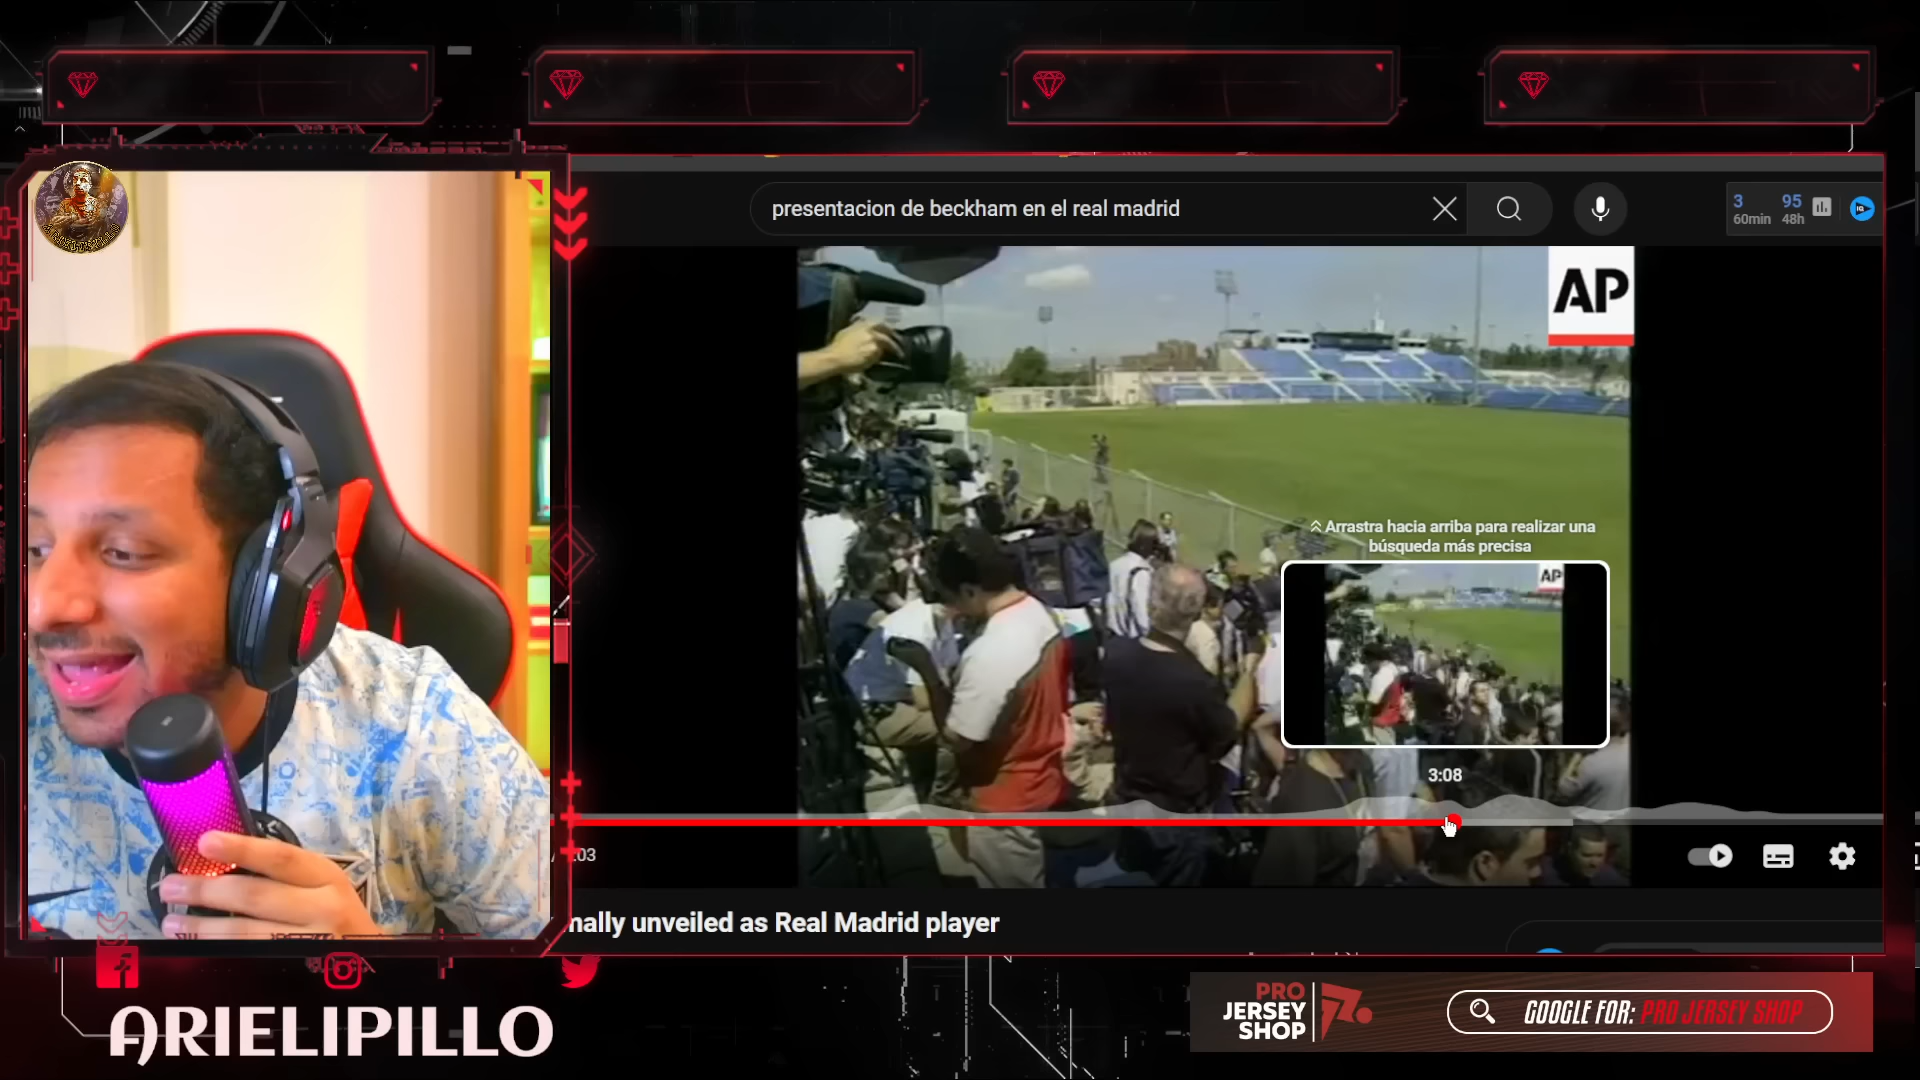 presentacion de beckham en el real madrid
3 95
60min 48h
AP
Arrastra hacia arriba para realizar una
búsqueda más precisa
AP
3:08
:03
nally unveiled as Real Madrid player
ARIELIPILLO
PRO
JERSEY
SHOP
GOOGLE FOR: PRO JERSEY SHOP